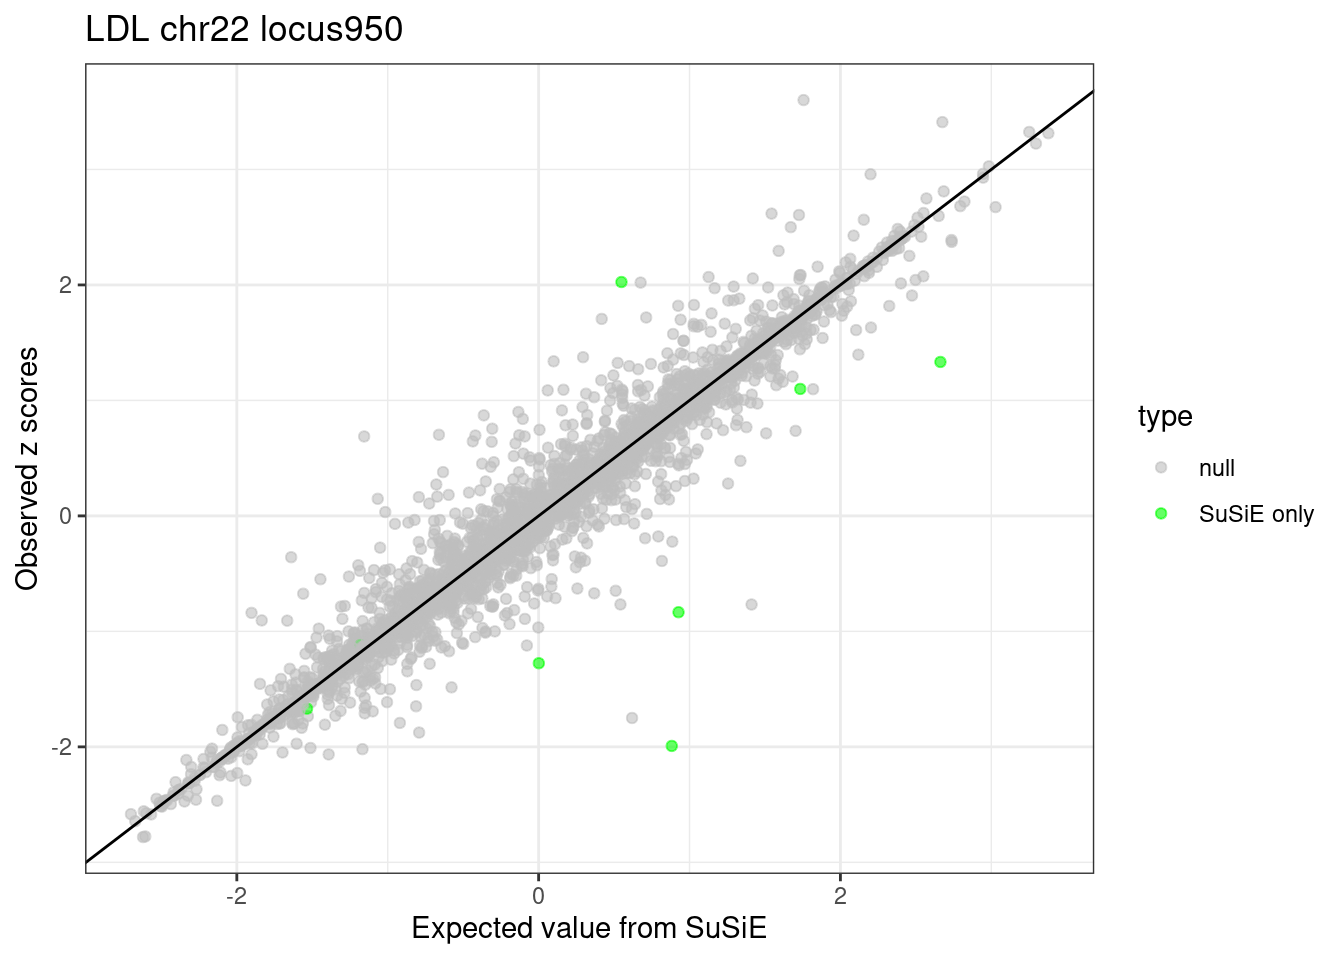 LDL chr22 locus950
Observed z scores
2
0
-2
-2
0
2
Expected value from SuSiE
type
null
SuSiE only